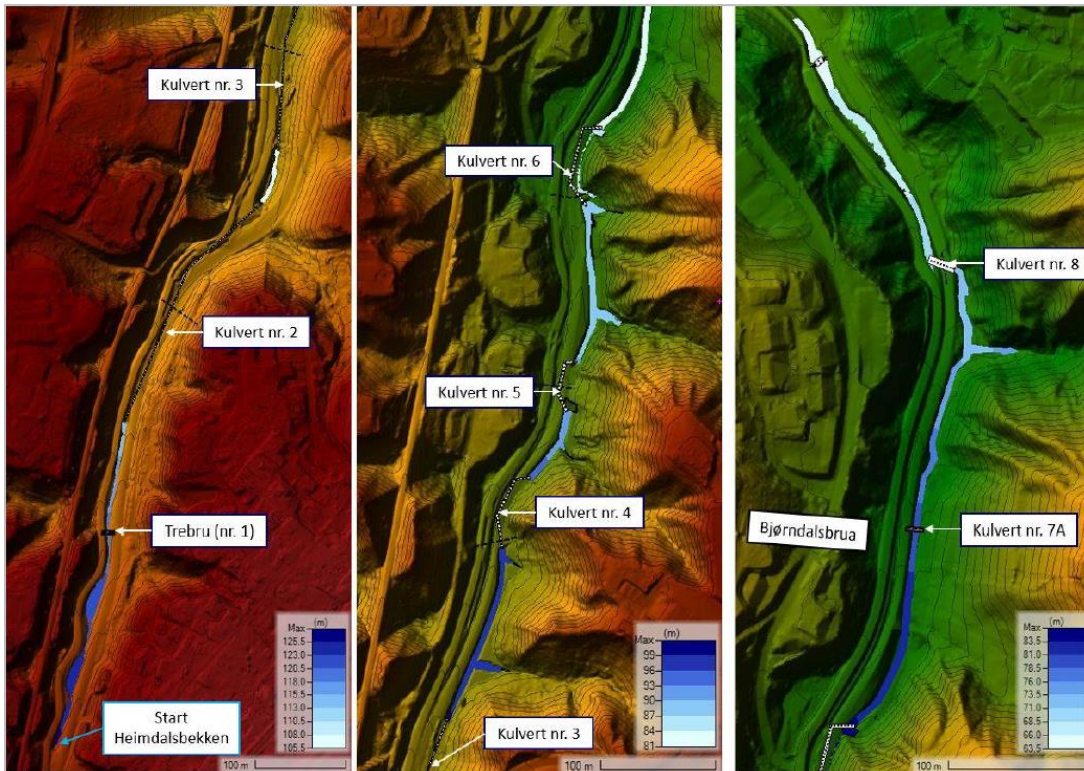 Kulvert nr. 3
Kulvert nr. 2
Trebru (nr. 1)
Start
Heimdalsbekken
Max (m)
125.5
123.0
120.5
118.0
115.5
113.0
110.5
108.0
105.5
100 m
Kulvert nr. 6
Kulvert nr. 5
Kulvert nr. 4
Kulvert nr. 3
Max (m)
99
96
93
90
87
84
81
100 m
Kulvert nr. 8
Bjørndalsbrua
Kulvert nr. 7A
Max (m)
83.5
81.0
78.5
76.0
73.5
71.0
68.5
66.0
63.5
100 m